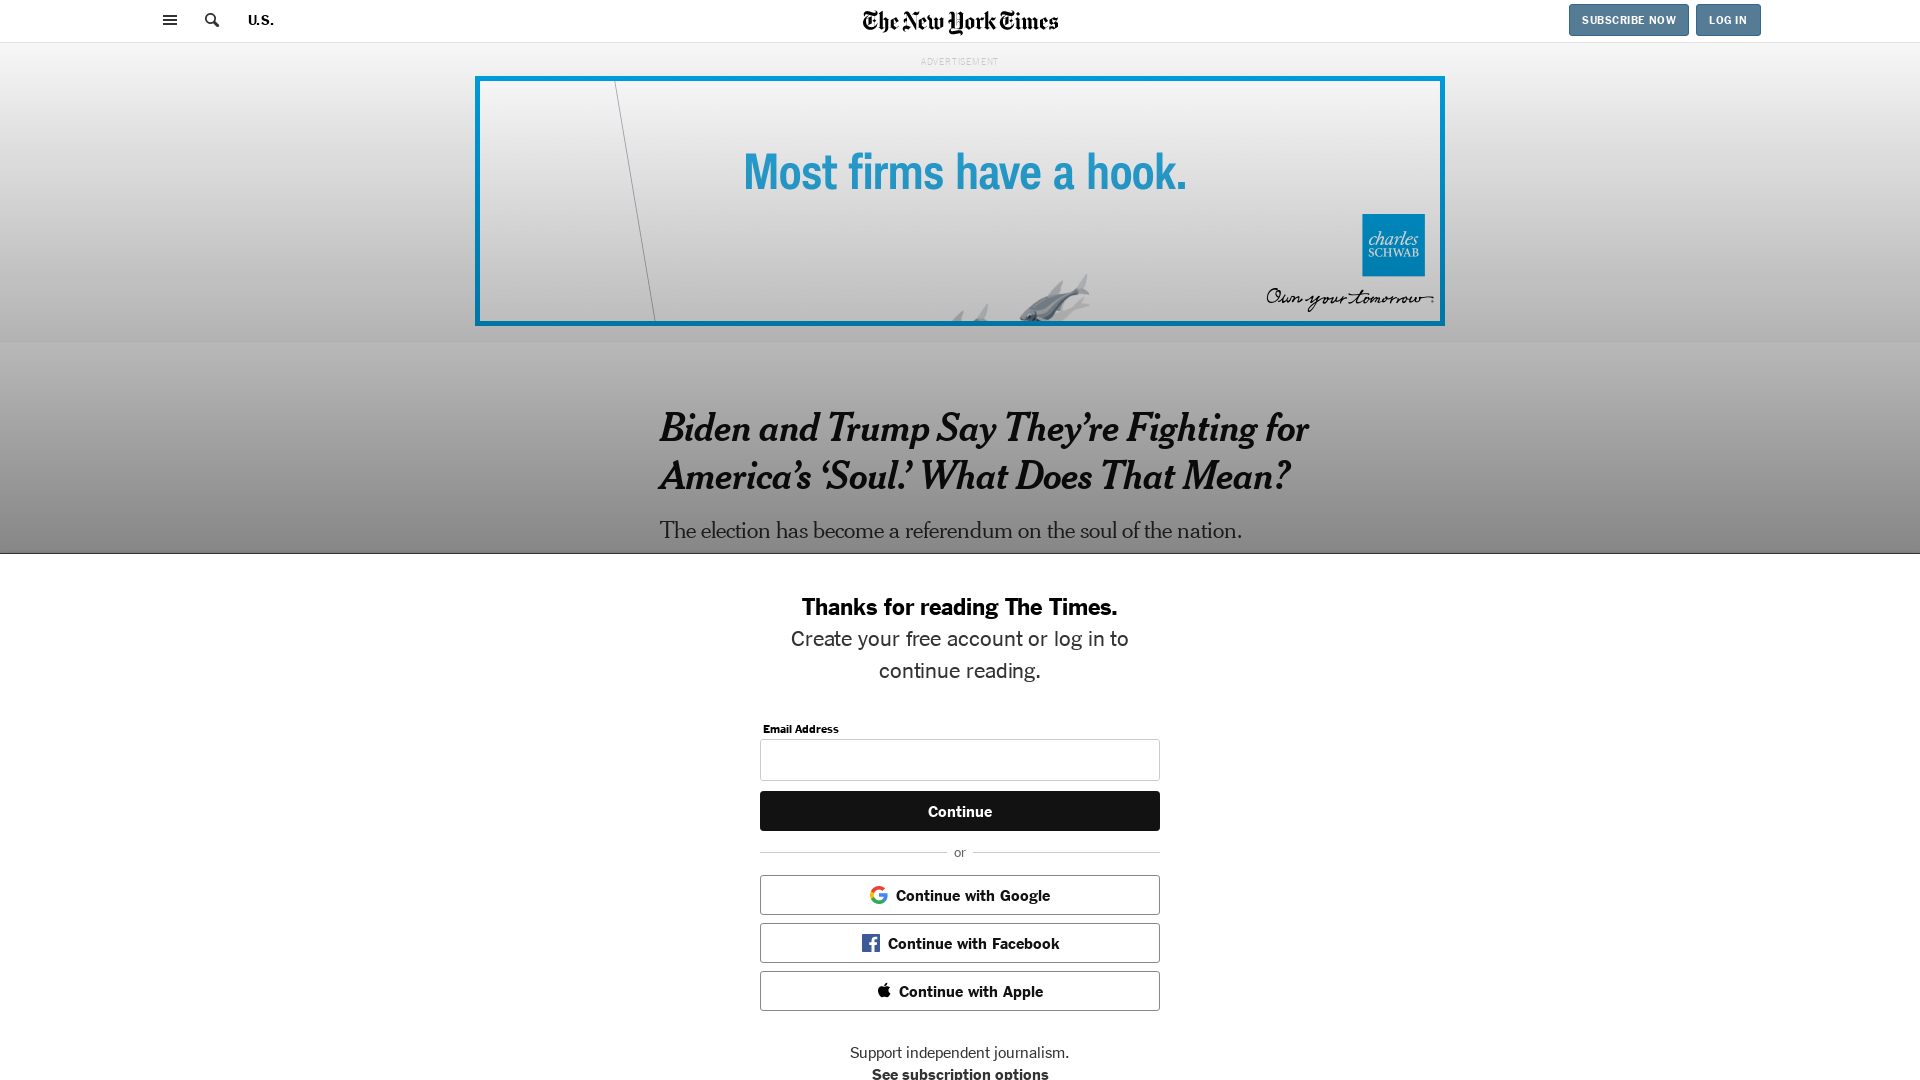 U.S.
The New York Times
SUBSCRIBE NOW
LOG IN
ADVERTISEMENT
Most firms have a hook.
charles
SCHWAB
Own your tomorrow
Biden and Trump Say They’re Fighting for
America’s ‘Soul.’ What Does That Mean?
The election has become a referendum on the soul of the nation.
Thanks for reading The Times.
Create your free account or log in to
continue reading.
Email Address
Continue
or
Continue with Google
Continue with Facebook
Continue with Apple
Support independent journalism.
See subscription options